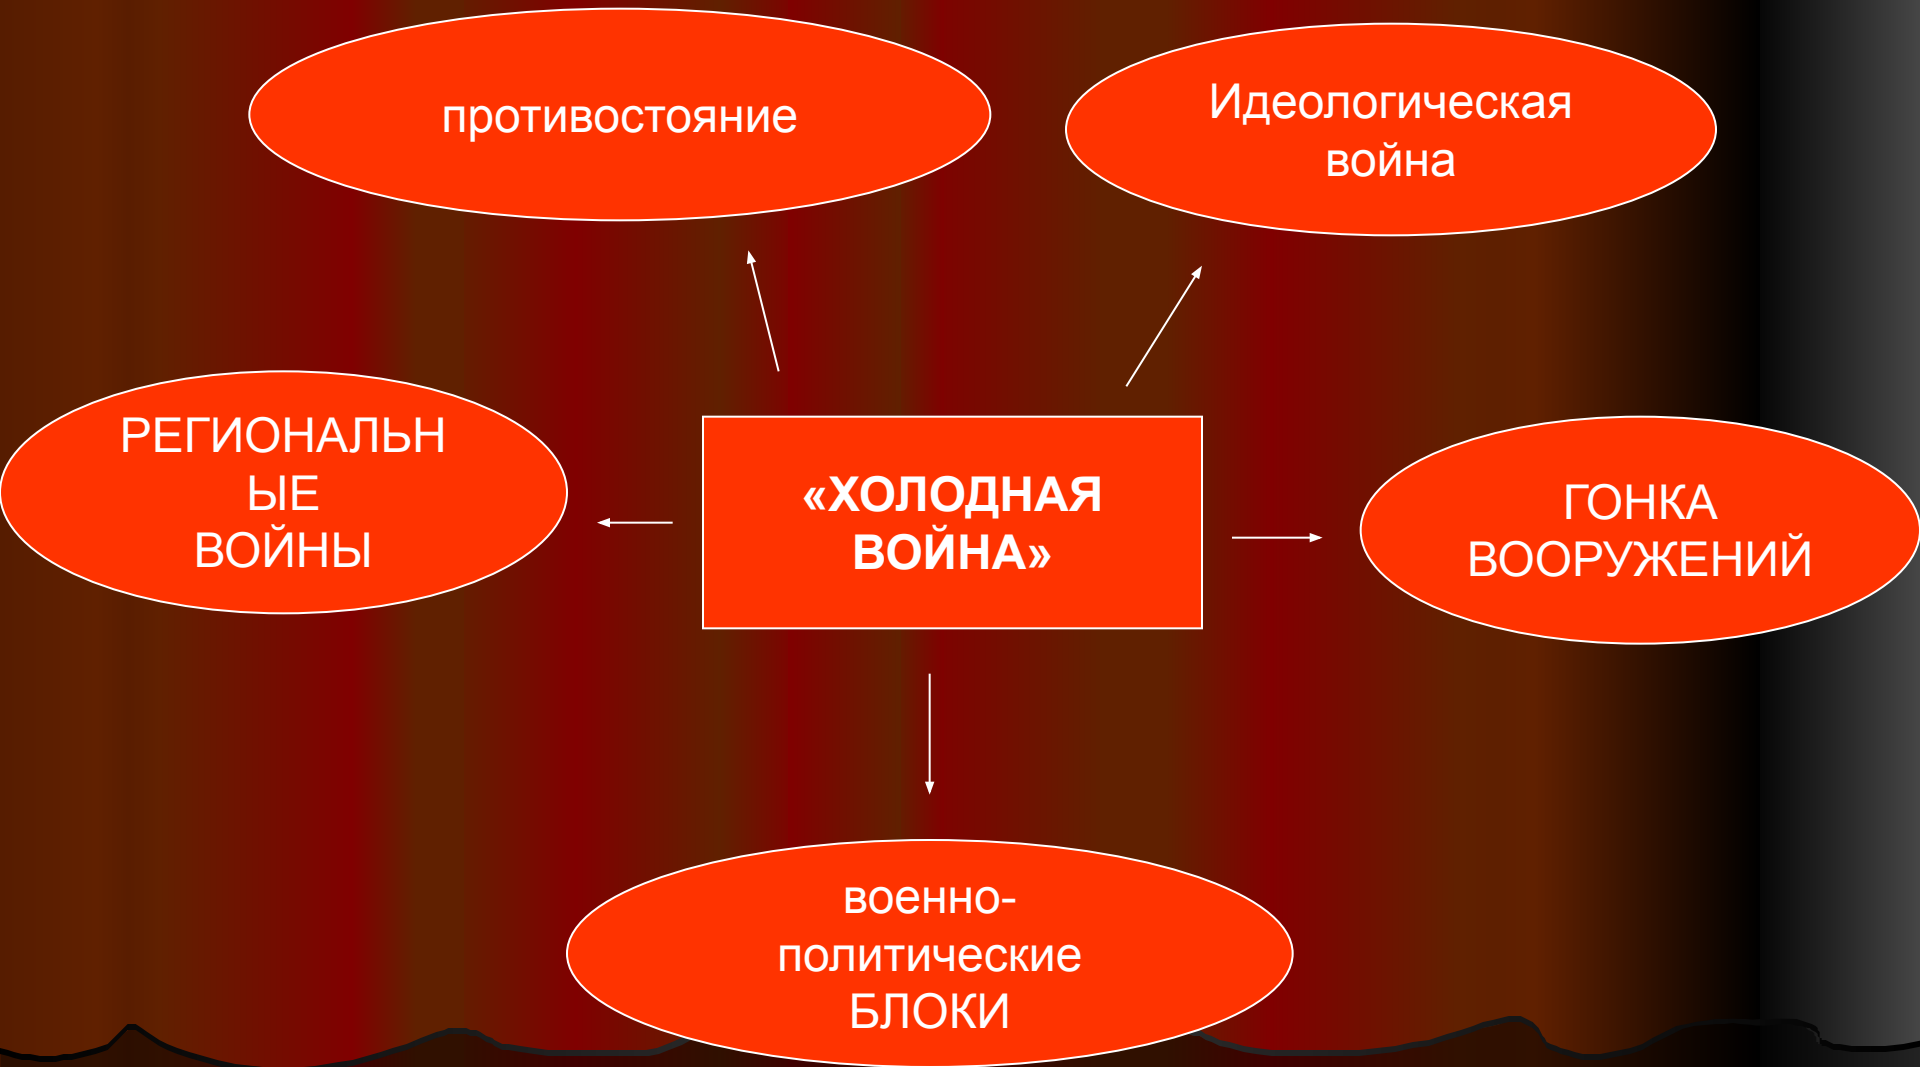 противостояние
Идеологическая
война
РЕГИОНАЛЬН
ЫЕ
ВОЙНЫ
«ХОЛОДНАЯ
ВОЙНА»
ГОНКА
ВООРУЖЕНИЙ
военно-
политические
БЛОКИ